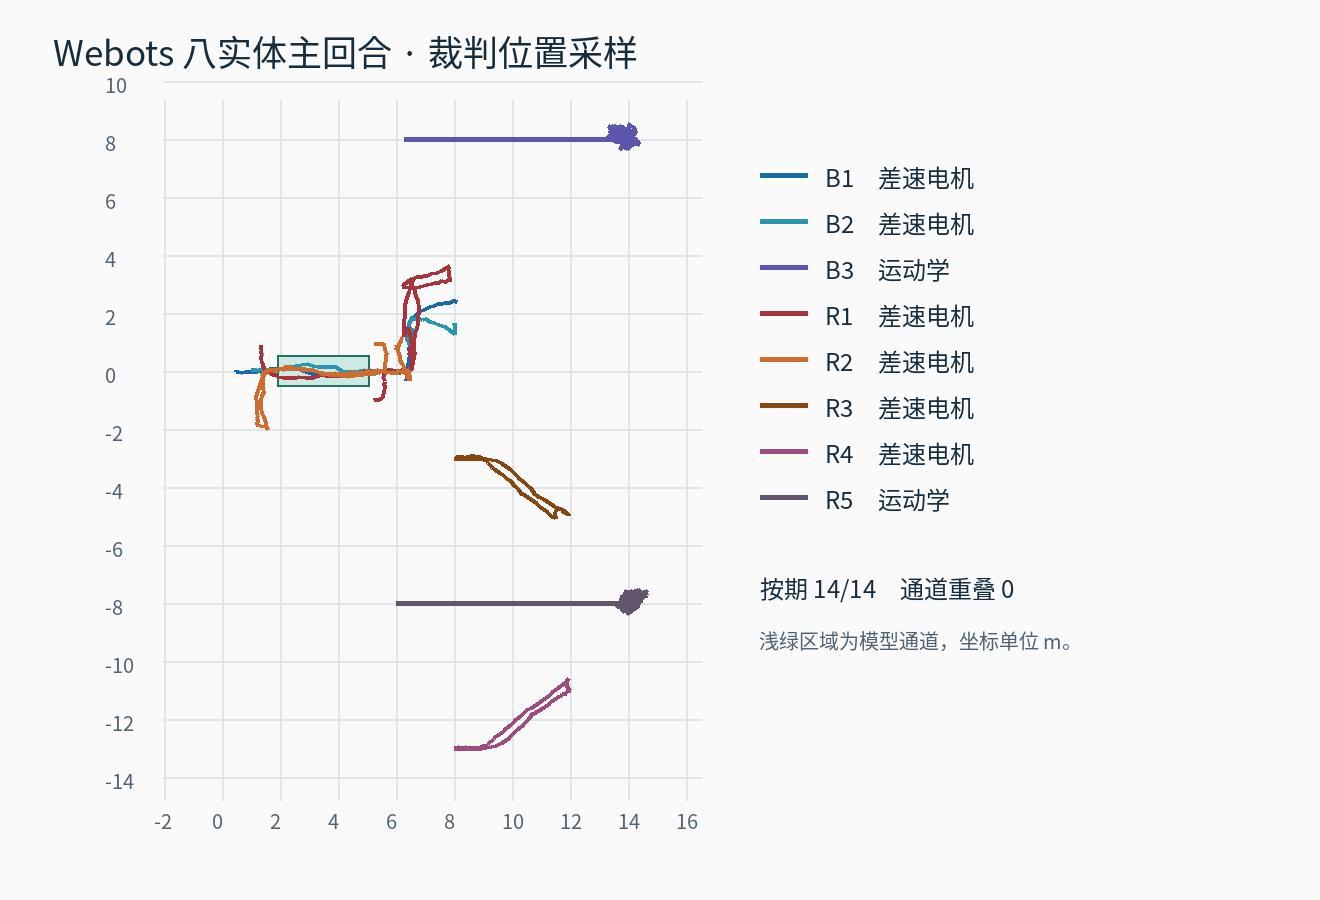 Webots 八实体主回合 · 裁判位置采样
10
8
6
4
2
0
-2
-4
-6
-8
-10
-12
-14
-2 0 2 4 6 8 10 12 14 16
B1 差速电机
B2 差速电机
B3 运动学
R1 差速电机
R2 差速电机
R3 差速电机
R4 差速电机
R5 运动学
按期 14/14 通道重叠 0
浅绿区域为模型通道，坐标单位 m。